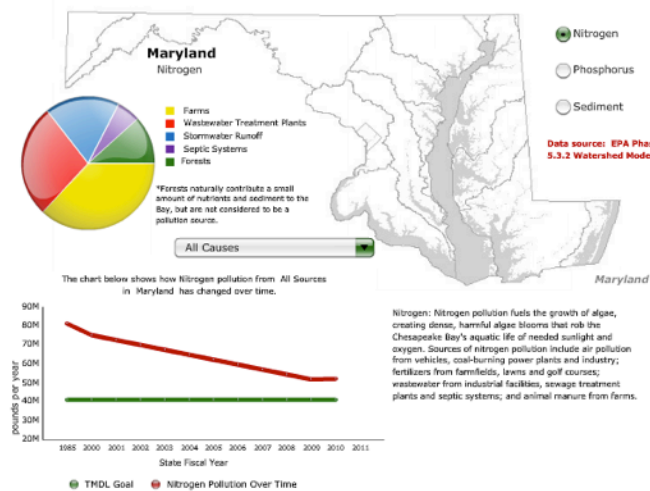 Maryland
Nitrogen
Nitrogen
Phosphorus
Sediment
Data source: EPA Phas
5.3.2 Watershed Mode
Farms
Wastewater Treatment Plants
Stormwater Runoff
Septic Systems
Forests
*Forests naturally contribute a small
amount of nutrients and sediment to the
Bay, but are not considered to be a
pollution source.
All Causes
Maryland
The chart below shows how Nitrogen pollution from All Sources
in Maryland has changed over time.
90M
80M
70M
60M
50M
40M
30M
20M
pounds per year
1985 2000 2001 2002 2003 2004 2005 2006 2007 2008 2009 2010 2011
State Fiscal Year
TMDL Goal
Nitrogen Pollution Over Time
Nitrogen: Nitrogen pollution fuels the growth of algae,
creating dense, harmful algae blooms that rob the
Chesapeake Bay's aquatic life of needed sunlight and
oxygen. Sources of nitrogen pollution include air pollution
from vehicles, coal-burning power plants and industry;
fertilizers from farmfields, lawns and golf courses;
wastewater from industrial facilities, sewage treatment
plants and septic systems; and animal manure from farms.